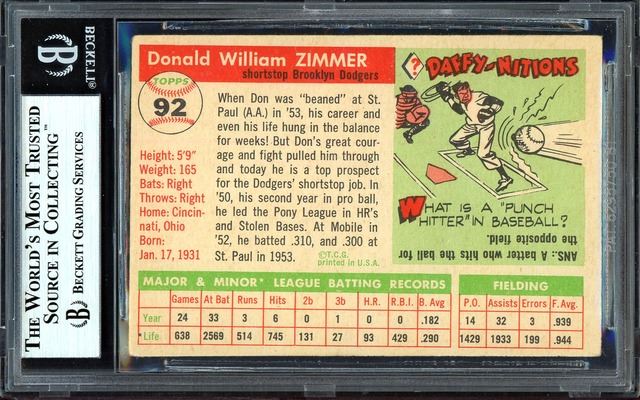 BECKETT
B
THE WORLD'S MOST TRUSTED
SOURCE IN COLLECTING™
BECKETT GRADING SERVICES
B
Donald William ZIMMER
shortstop Brooklyn Dodgers
TOPPS
92
Height: 5'9"
Weight: 165
Bats: Right
Throws: Right
Home: Cincin-
nati, Ohio
Born:
Jan. 17, 1931
When Don was "beaned" at St.
Paul (A.A.) in '53, his career and
even his life hung in the balance
for weeks! But Don's great cour-
age and fight pulled him through
and today he is a top prospect
for the Dodgers' shortstop job. In
'50, his second year in pro ball,
he led the Pony League in HR's
and Stolen Bases. At Mobile in
'52, he batted .310, and .300 at
St. Paul in 1953.
©T.C.G.
printed in U.S.A.
?
DAFFY-NITIONS
WHAT IS A "PUNCH
HITTER" IN BASEBALL?
ANS.: A batter who hits the ball for
the opposite field.
MAJOR & MINOR* LEAGUE BATTING RECORDS
Games At Bat Runs Hits 2b 3b H.R. R.B.I. B. Avg
Year 24 33 3 6 0 1 0 0 .182
*Life 638 2569 514 745 131 27 93 429 .290
FIELDING
P.O. Assists Errors F. Avg.
14 32 3 .939
1429 1933 199 .944